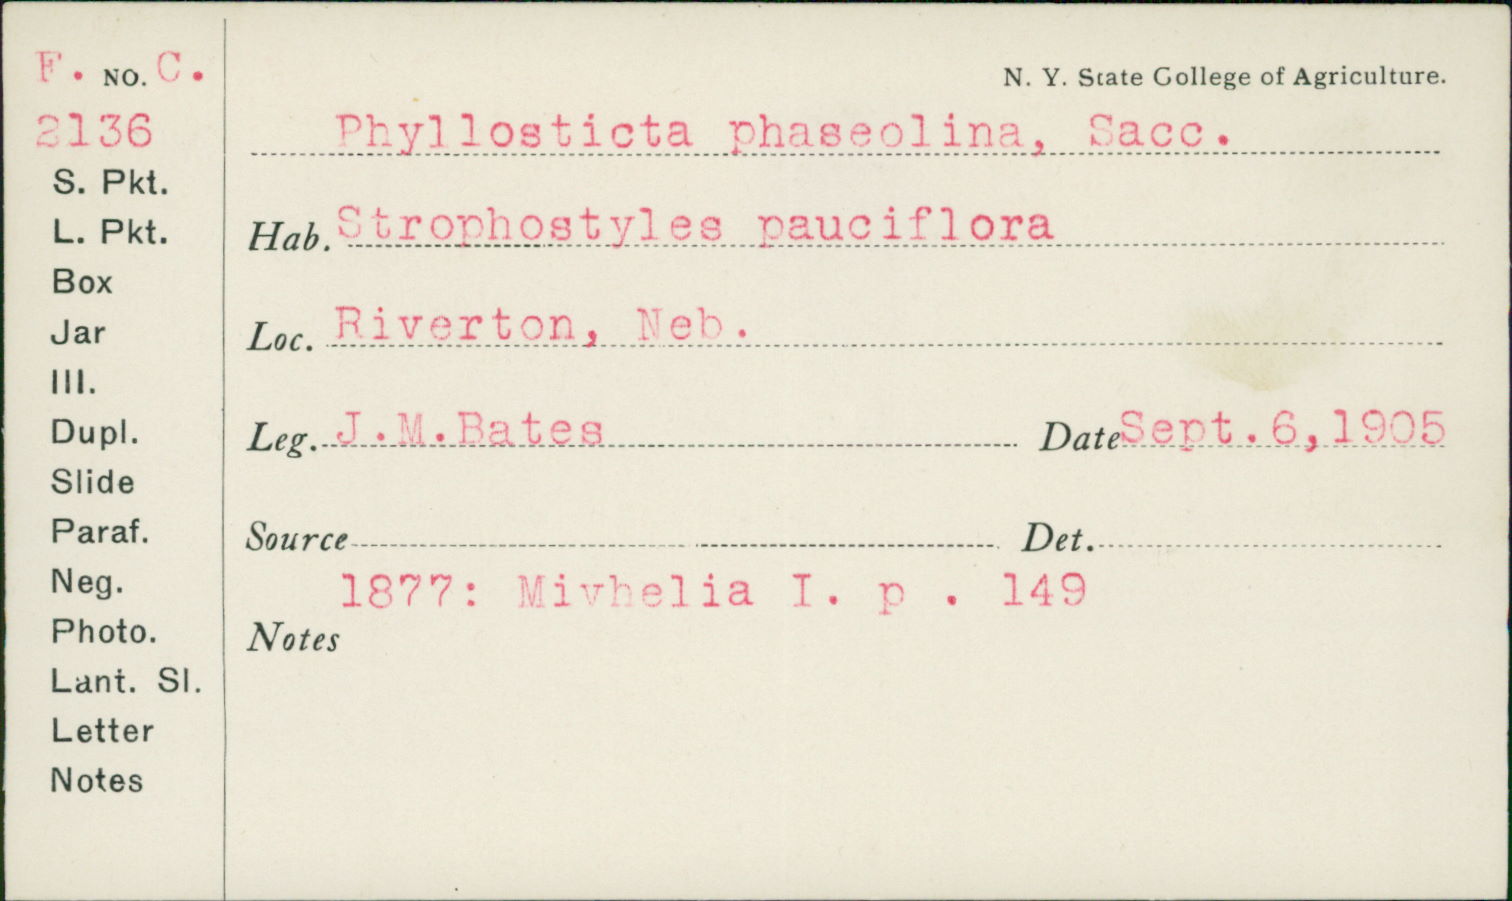 F. NO. C.
2136
S. Pkt.
L. Pkt.
Box
Jar
Ill.
Dupl.
Slide
Paraf.
Neg.
Photo.
Lant. Sl.
Letter
Notes
N. Y. State College of Agriculture.
Phyllosticta phaseolina, Sacc.
Hab. Strophostyles pauciflora
Loc. Riverton, Neb.
Leg. J.M.Bates Date Sept.6,1905
Source Det.
1877: Mivhelia I. p . 149
Notes